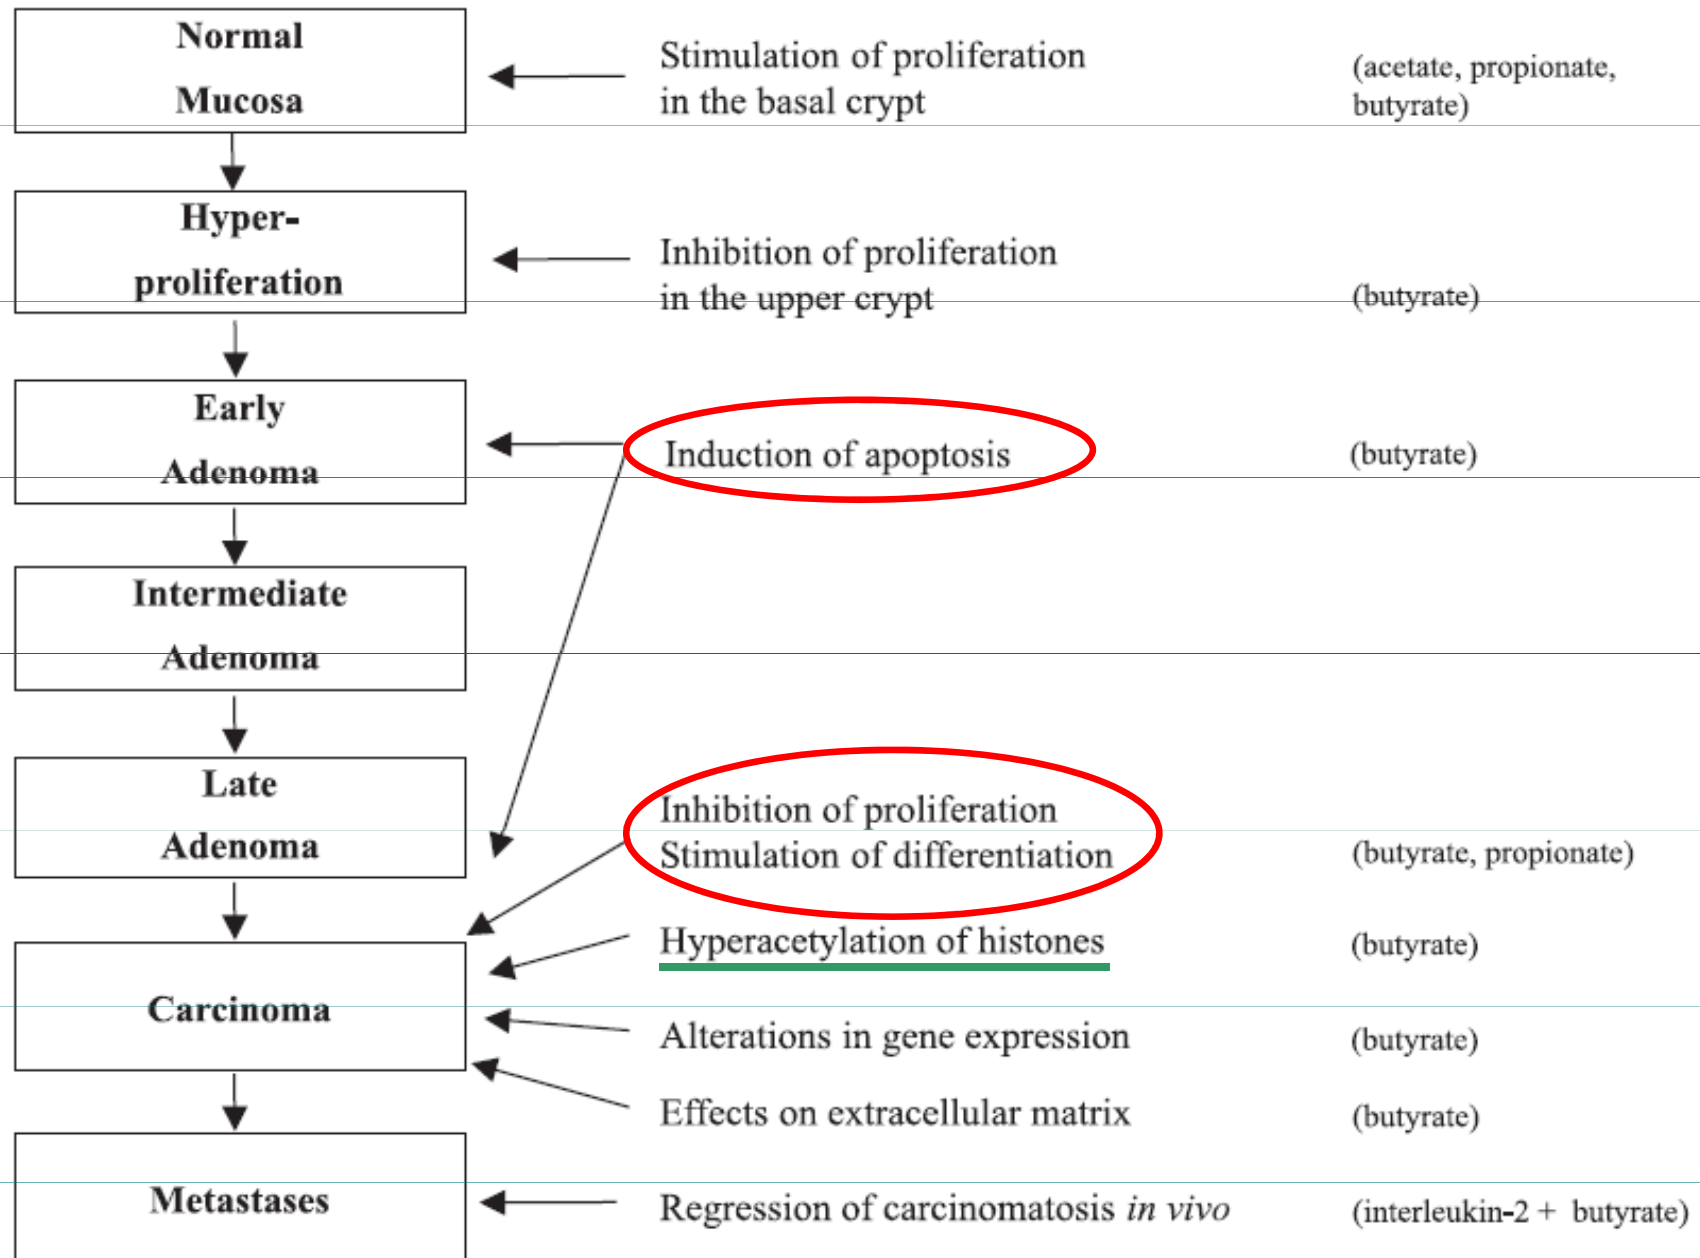 Normal
Mucosa
Stimulation of proliferation
in the basal crypt
(acetate, propionate,
butyrate)
Hyper-
proliferation
Inhibition of proliferation
in the upper crypt
(butyrate)
Early
Adenoma
Induction of apoptosis
(butyrate)
Intermediate
Adenoma
Late
Adenoma
Inhibition of proliferation
Stimulation of differentiation
(butyrate, propionate)
Hyperacetylation of histones
(butyrate)
Carcinoma
Alterations in gene expression
(butyrate)
Effects on extracellular matrix
(butyrate)
Metastases
Regression of carcinomatosis in vivo
(interleukin-2 + butyrate)